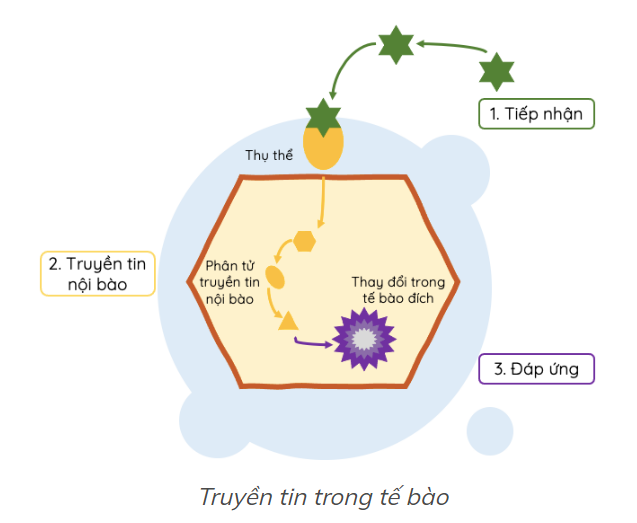 1. Tiếp nhận
Thụ thể
2. Truyền tin
nội bào
Phân tử
truyền tin
nội bào
Thay đổi trong
tế bào đích
3. Đáp ứng
Truyền tin trong tế bào